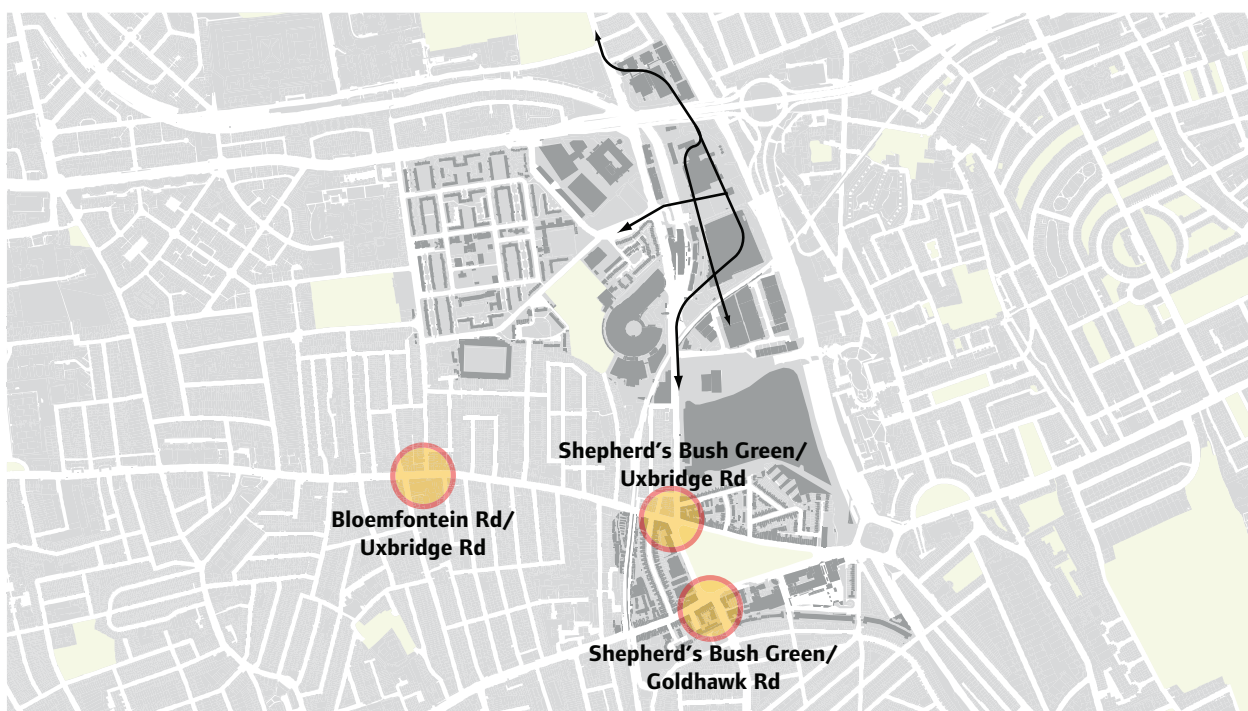 Shepherd's Bush Green/
Uxbridge Rd
Bloemfontein Rd/
Uxbridge Rd
Shepherd's Bush Green/
Goldhawk Rd